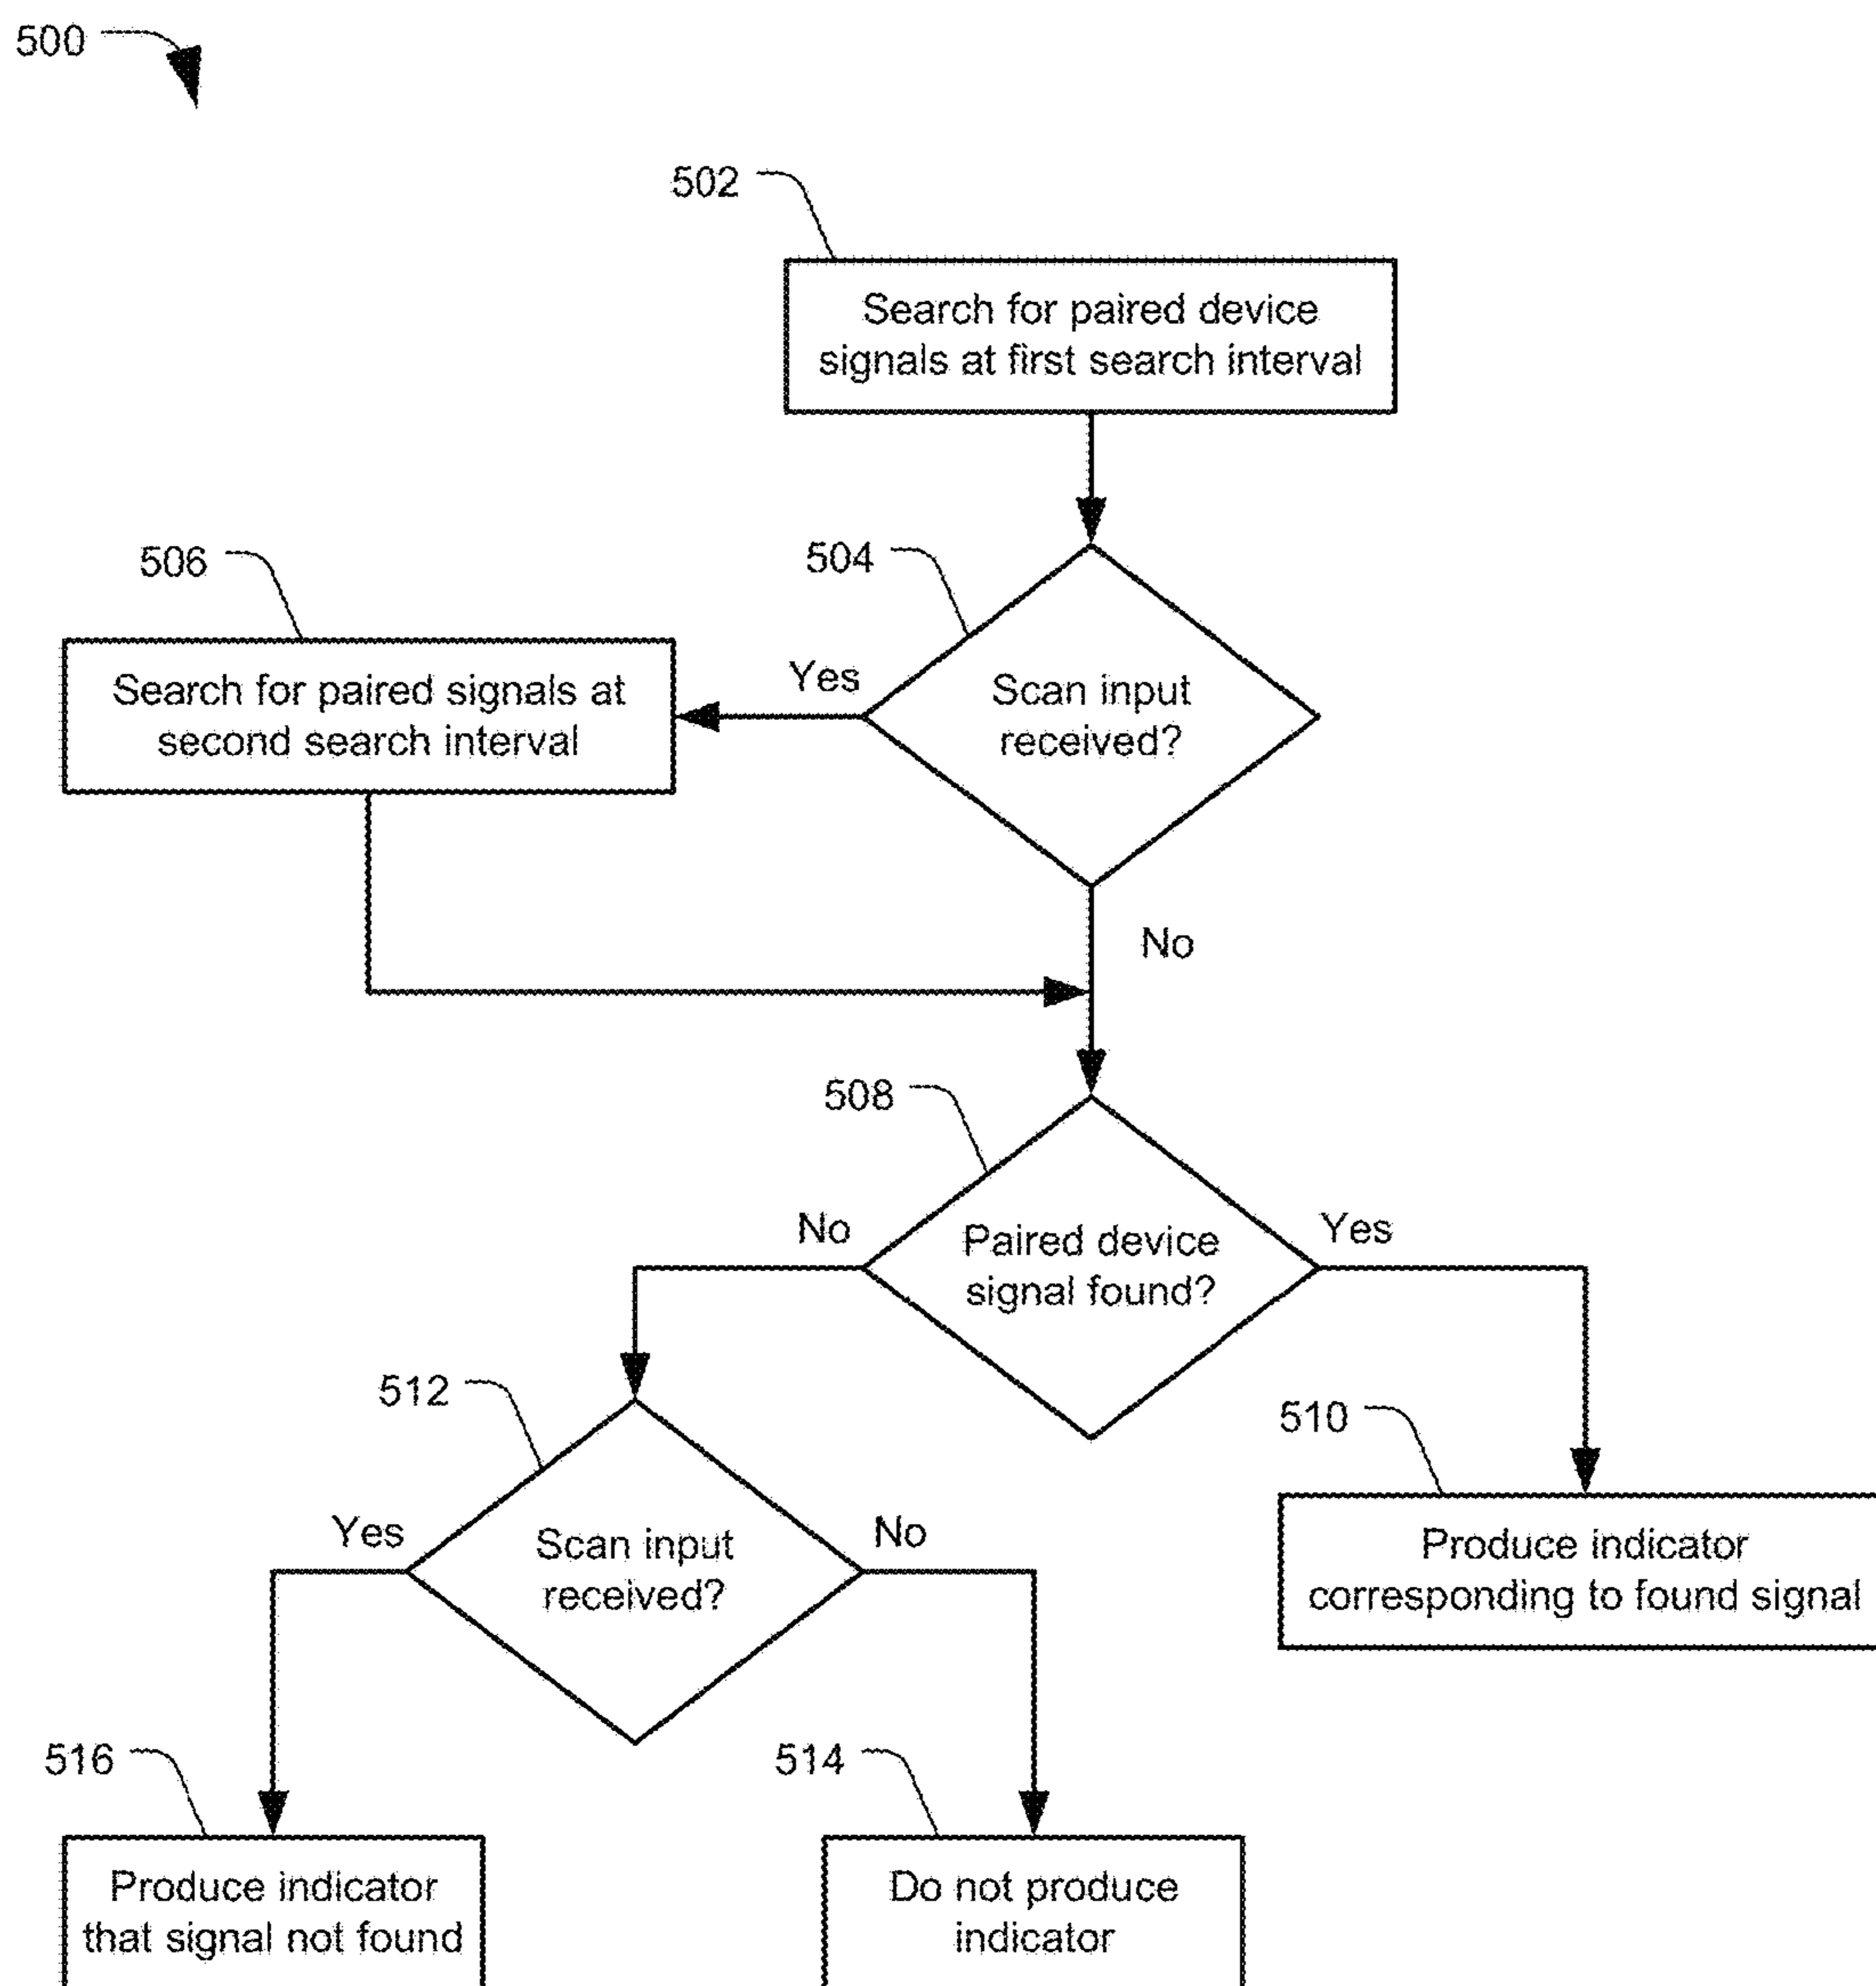 500
502
Search for paired device
signals at first search interval
506
504
Search for paired signals at
second search interval
Yes
Scan input
received?
No
508
No
Paired device
signal found?
Yes
512
510
Yes
Scan input
received?
No
Produce indicator
corresponding to found signal
516
514
Produce indicator
that signal not found
Do not produce
indicator